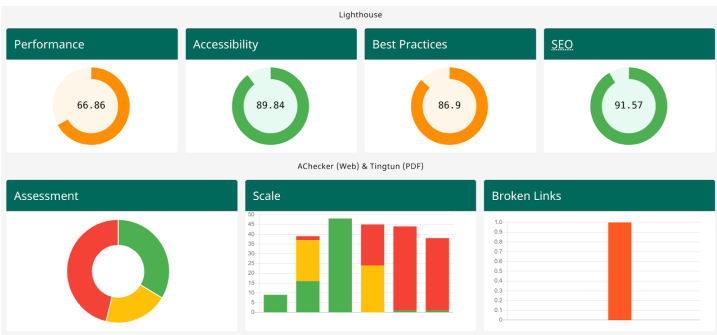 Lighthouse
Performance
Accessibility
Best Practices
SEO
66.86
89.84
86.9
91.57
AChecker (Web) & Tingtun (PDF)
Assessment
Scale
Broken Links
50
45
40
35
30
25
20
15
10
5
0
1.0
0.9
0.8
0.7
0.6
0.5
0.4
0.3
0.2
0.1
0